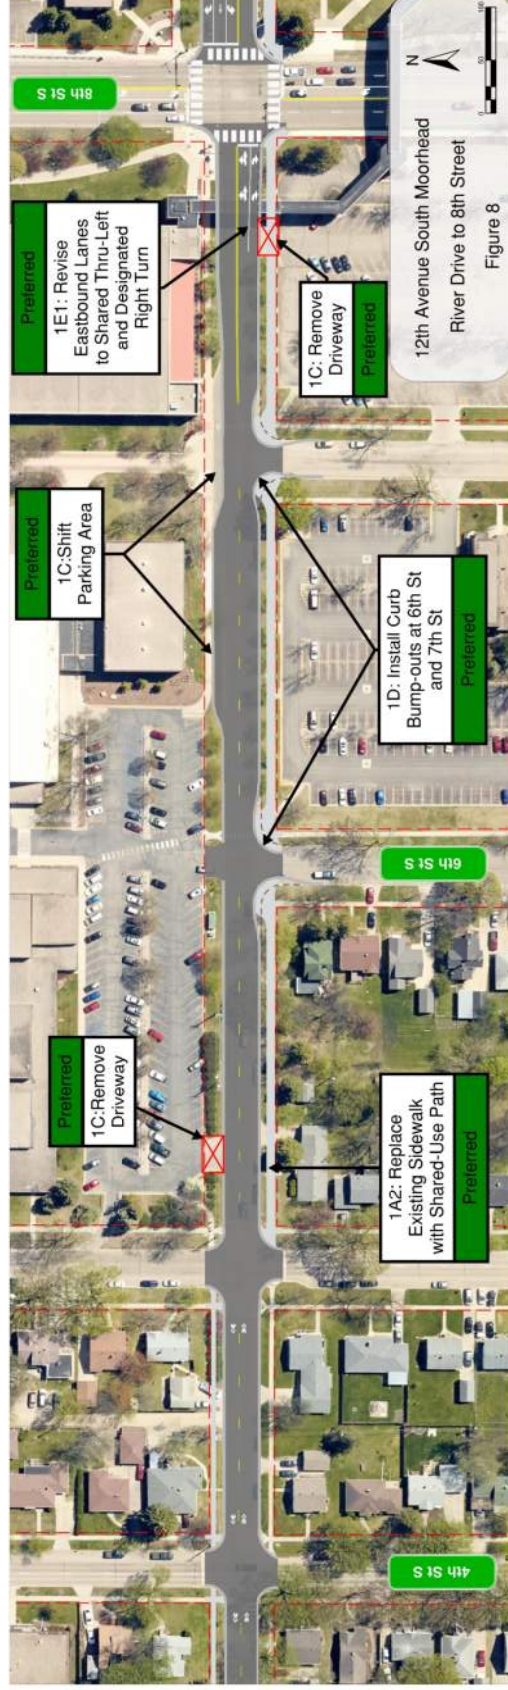 Preferred
1C:Remove
Driveway
Preferred
1C:Shift
Parking Area
Preferred
1E1: Revise
Eastbound Lanes
to Shared Thru-Left
and Designated
Right Turn
8th St S
4th St S
1A2: Replace
Existing Sidewalk
with Shared-Use Path
Preferred
6th St S
1D: Install Curb
Bump-outs at 6th St
and 7th St
Preferred
1C: Remove
Driveway
Preferred
12th Avenue South Moorhead
River Drive to 8th Street
Figure 8
N
0
50
100